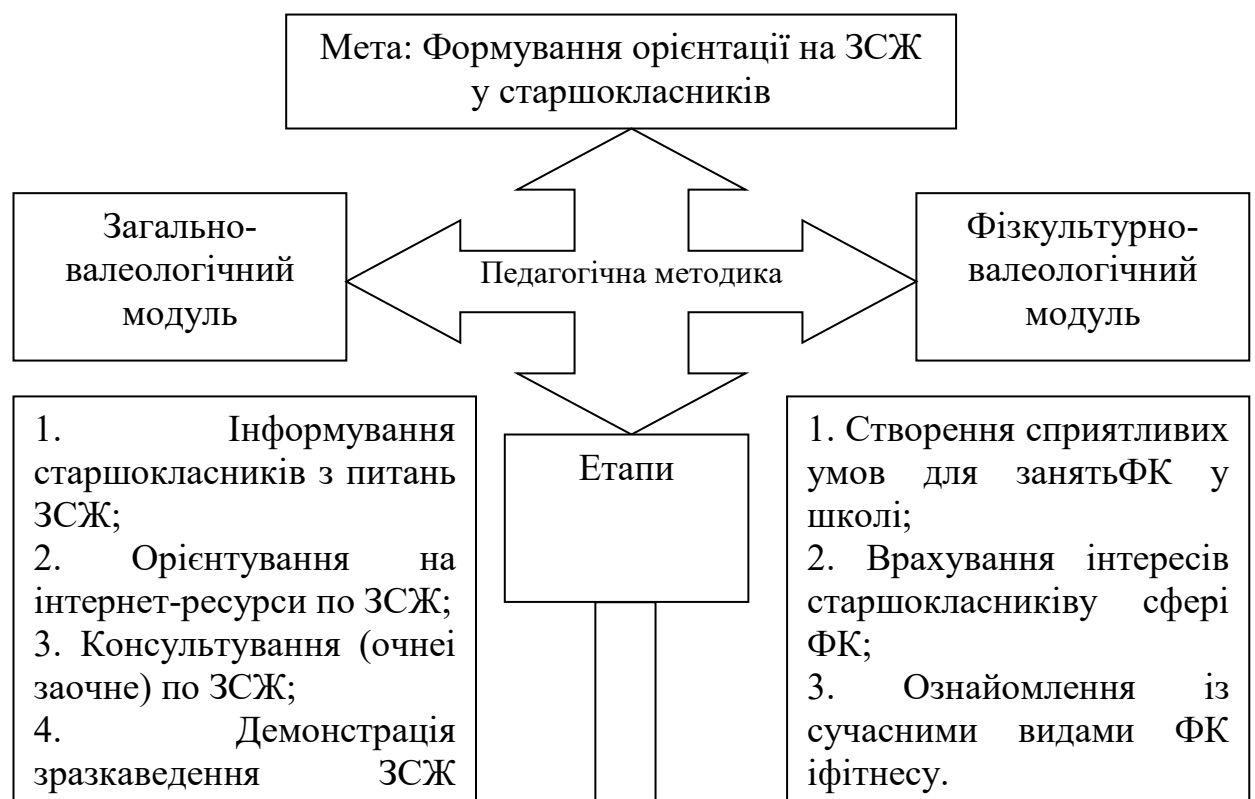 Мета: Формування орієнтації на ЗСЖ
у старшокласників
Загально-
валеологічний
модуль
Педагогічна методика
Фізкультурно-
валеологічний
модуль
1. Інформування
старшокласників з питань
ЗСЖ;
2. Орієнтування на
інтернет-ресурси по ЗСЖ;
3. Консультування (очнеі
заочне) по ЗСЖ;
4. Демонстрація
зразкаведення ЗСЖ
Етапи
1. Створення сприятливих
умов для занятьФК у
школі;
2. Врахування інтересів
старшокласниківу сфері
ФК;
3. Ознайомлення із
сучасними видами ФК
іфітнесу.